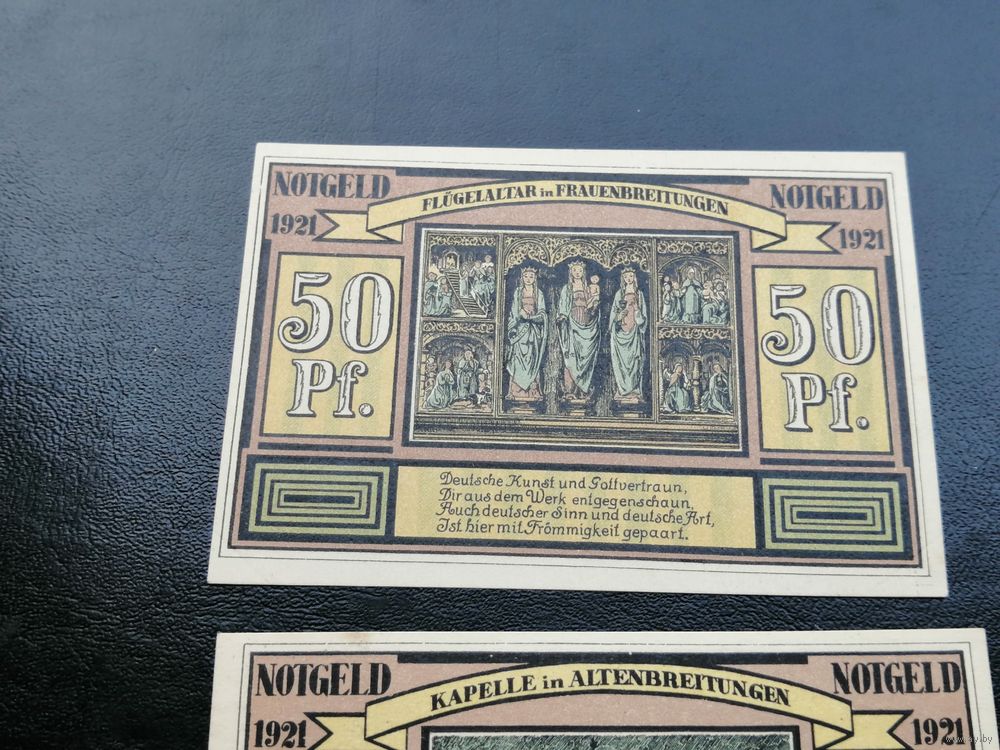 NOTGELD
FLÜGELALTAR in FRAUENBREITUNGEN
NOTGELD
1921
1921
50
Pf.
50
Pf.
Deutsche Kunst und Gottvertraun,
Dir aus dem Werk entgegenschaun,
Auch deutscher Sinn und deutsche Art,
Ist hier mit Frömmigkeit gepaart.
NOTGELD
KAPELLE in ALTENBREITUNGEN
NOTGELD
1921
1921